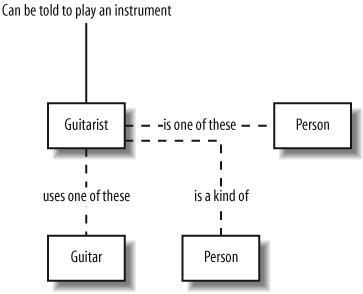 Can be told to play an instrument
Guitarist
is one of these
Person
uses one of these
is a kind of
Guitar
Person